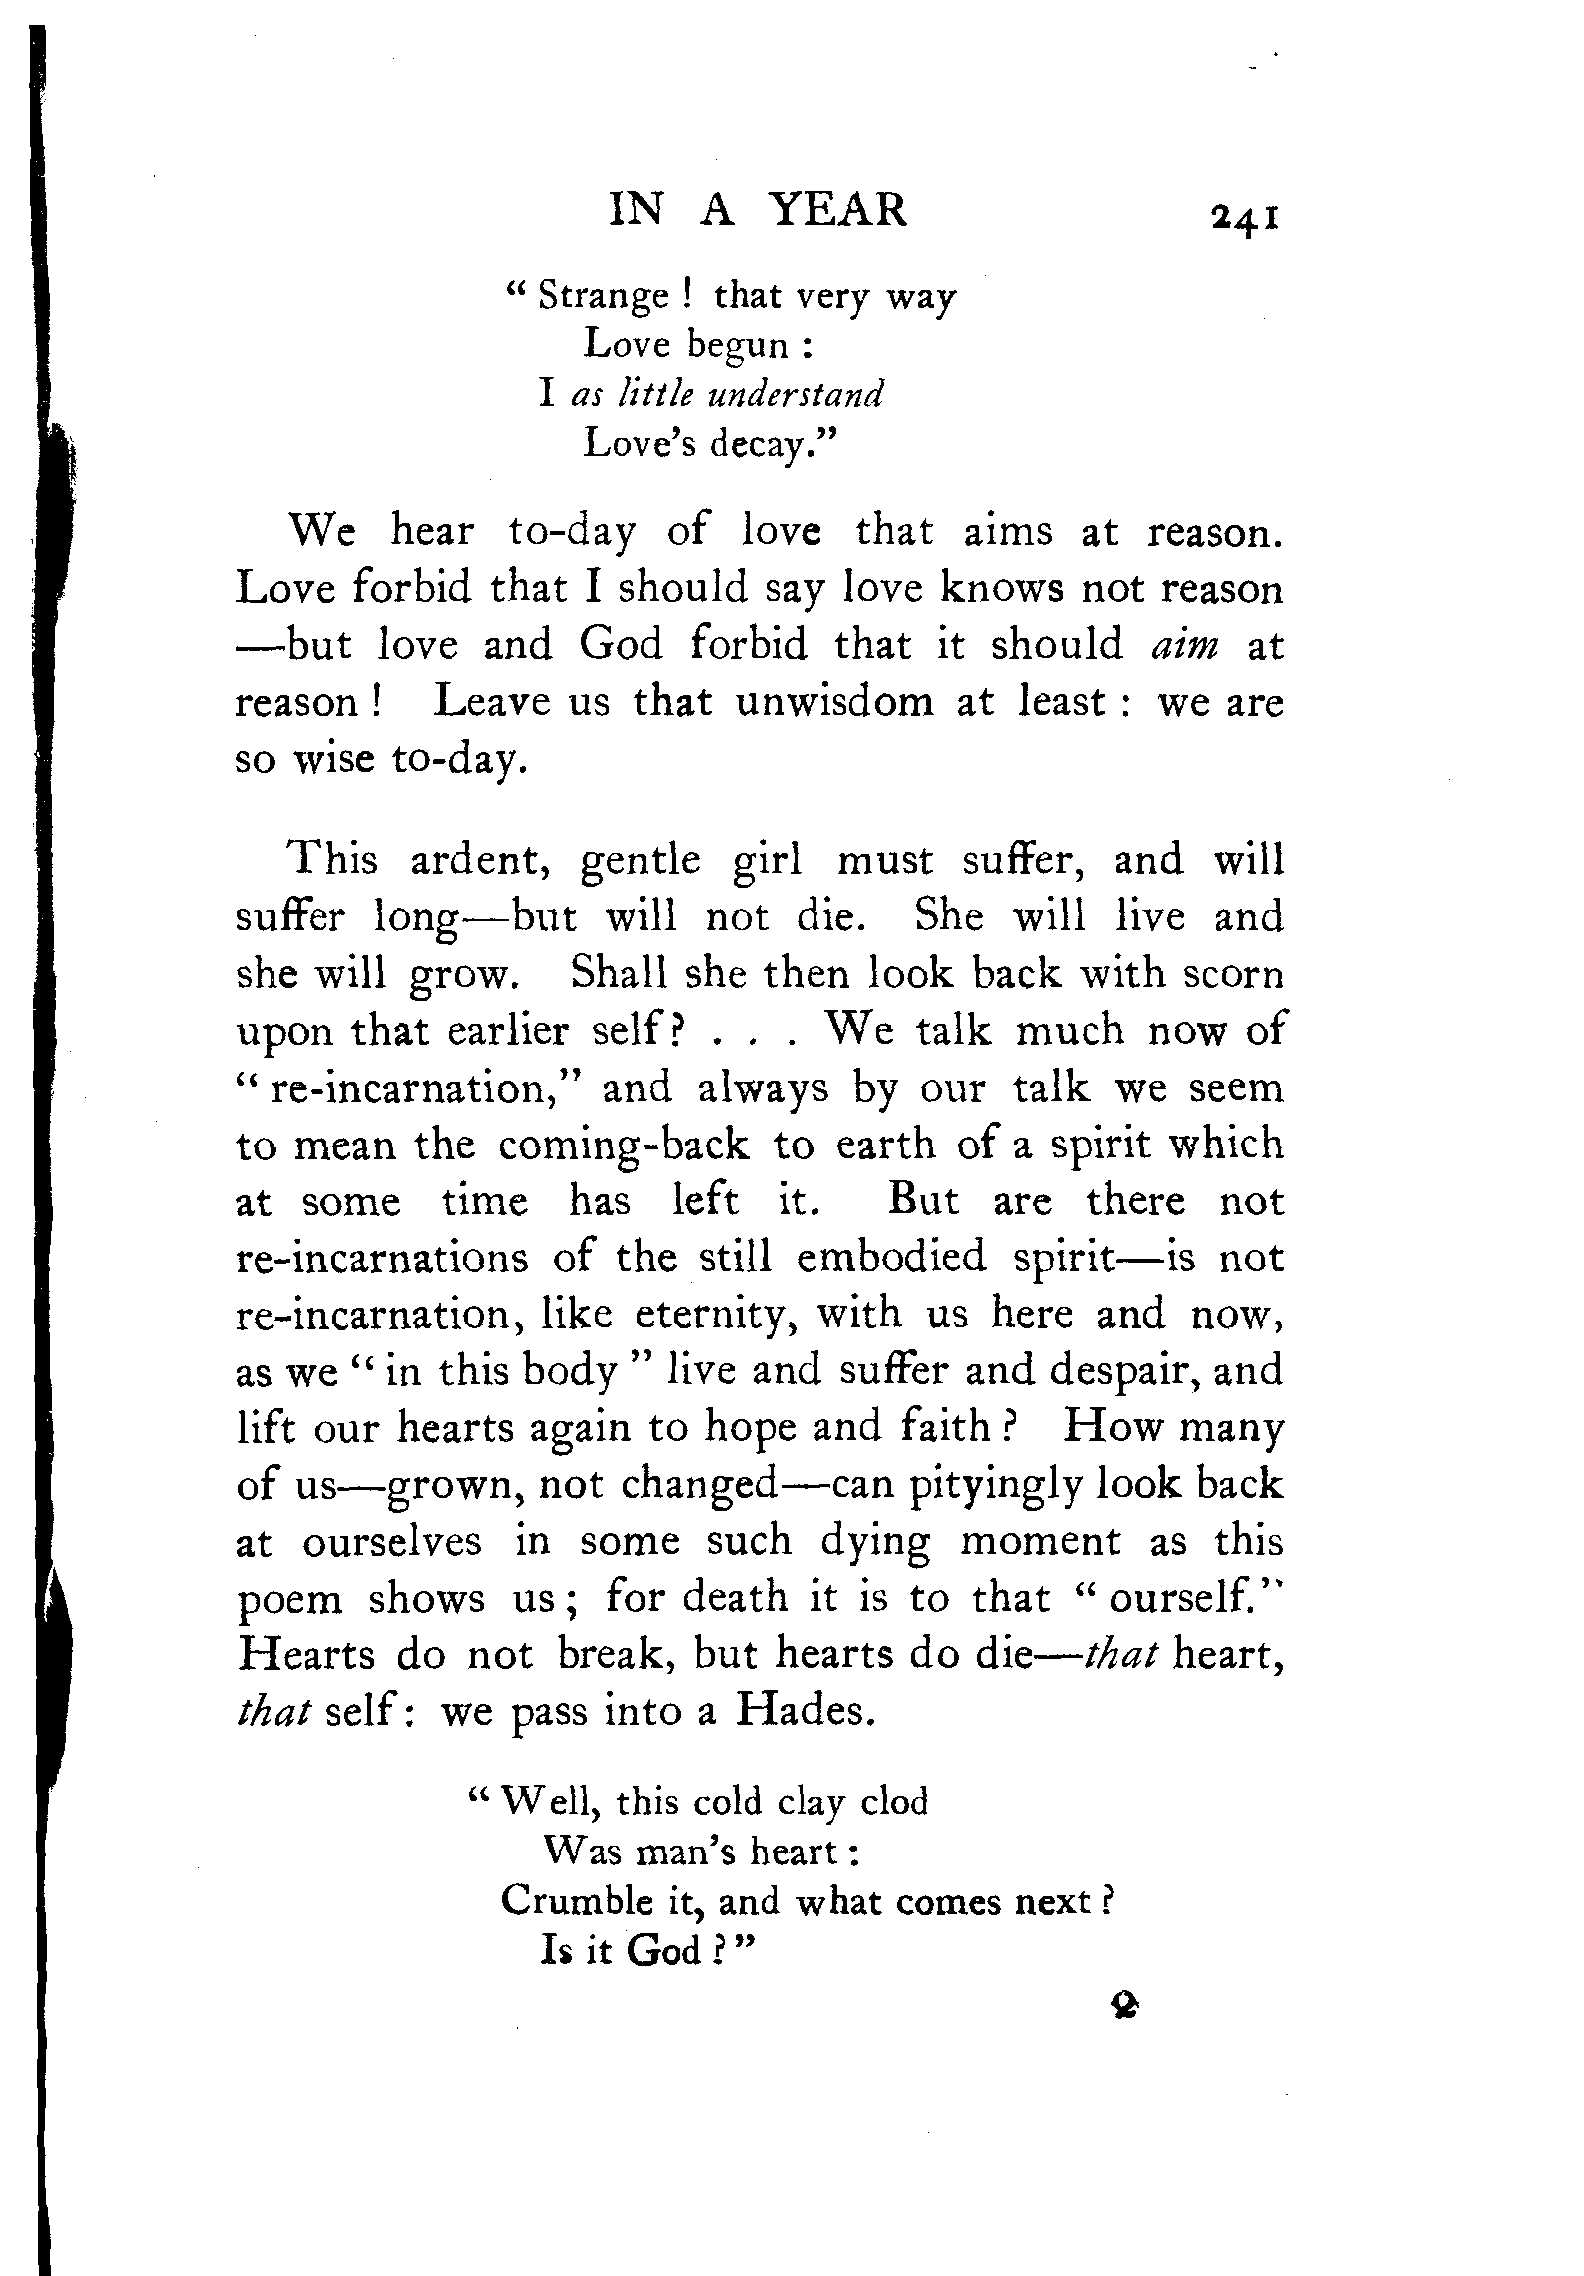 IN A YEAR 241
“ Strange ! that very way
Love begun :
I as little understand
Love’s decay.”
We hear to-day of love that aims at reason.
Love forbid that I should say love knows not reason
—but love and God forbid that it should aim at
reason ! Leave us that unwisdom at least : we are
so wise to-day.
This ardent, gentle girl must suffer, and will
suffer long—but will not die. She will live and
she will grow. Shall she then look back with scorn
upon that earlier self? . . . We talk much now of
“ re-incarnation,” and always by our talk we seem
to mean the coming-back to earth of a spirit which
at some time has left it. But are there not
re-incarnations of the still embodied spirit—is not
re-incarnation, like eternity, with us here and now,
as we “ in this body ” live and suffer and despair, and
lift our hearts again to hope and faith ? How many
of us—grown, not changed—can pityingly look back
at ourselves in some such dying moment as this
poem shows us ; for death it is to that “ ourself.”
Hearts do not break, but hearts do die—that heart,
that self : we pass into a Hades.
“ Well, this cold clay clod
Was man’s heart :
Crumble it, and what comes next ?
Is it God ? ”
Q